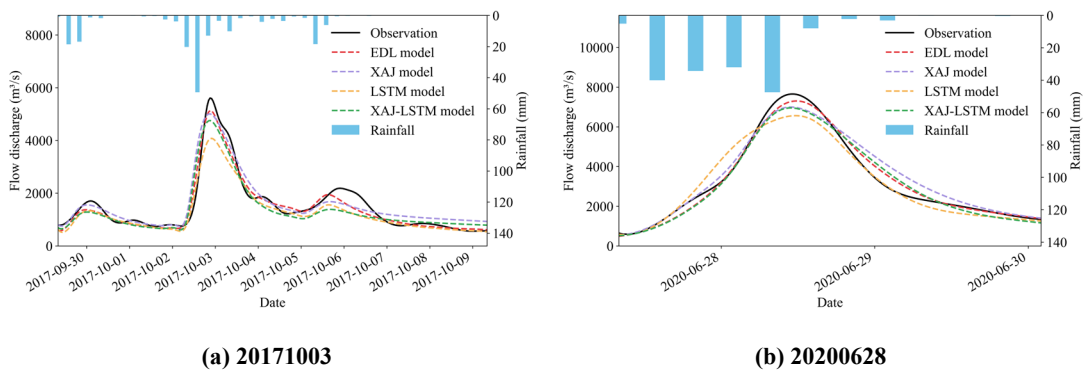 8000
6000
4000
2000
0
Flow discharge (m³/s)
Observation
EDL model
XAJ model
LSTM model
XAJ-LSTM model
Rainfall
0
20
40
60
80
100
120
140
Rainfall (mm)
2017-09-30
2017-10-01
2017-10-02
2017-10-03
2017-10-04
2017-10-05
2017-10-06
2017-10-07
2017-10-08
2017-10-09
Date
(a) 20171003
10000
8000
6000
4000
2000
0
Flow discharge (m³/s)
Observation
EDL model
XAJ model
LSTM model
XAJ-LSTM model
Rainfall
0
20
40
60
80
100
120
140
Rainfall (mm)
2020-06-28
2020-06-29
2020-06-30
Date
(b) 20200628